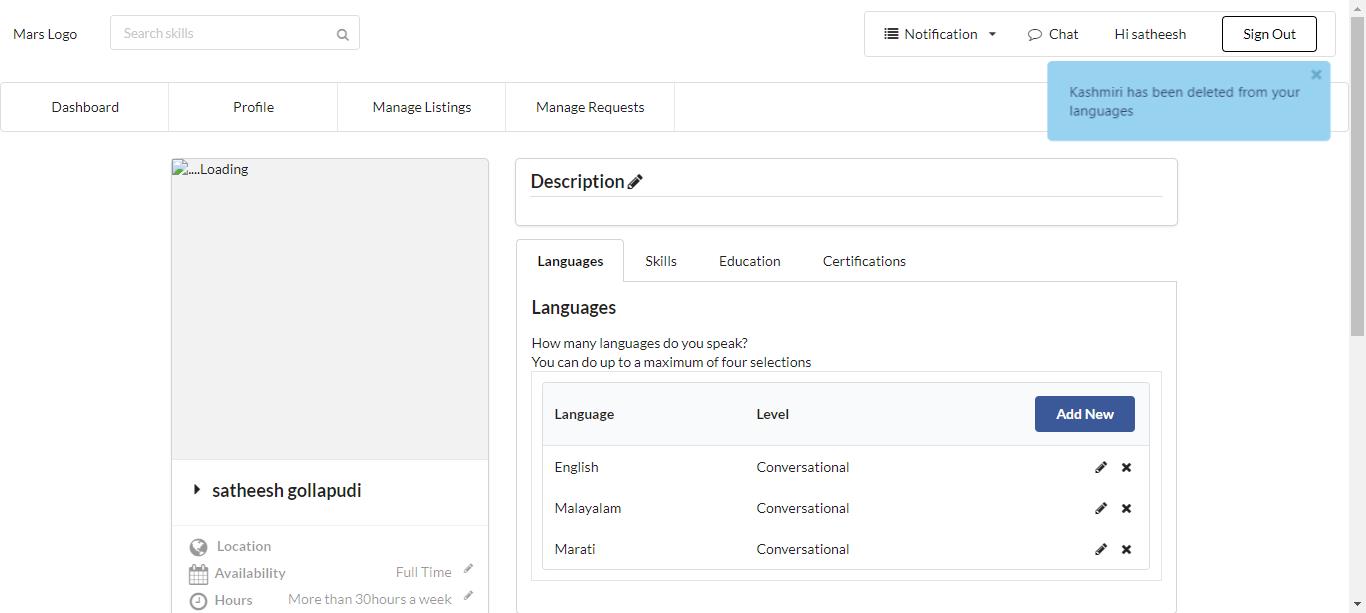 Mars Logo
Search skills
Notification
Chat
Hi satheesh
Sign Out
Kashmiri has been deleted from your
languages
Dashboard
Profile
Manage Listings
Manage Requests
....Loading
satheesh gollapudi
Location
Availability
Full Time
Hours
More than 30hours a week
Description
Languages
Skills
Education
Certifications
Languages
How many languages do you speak?
You can do up to a maximum of four selections
Language
Level
Add New
English
Conversational
Malayalam
Conversational
Marati
Conversational